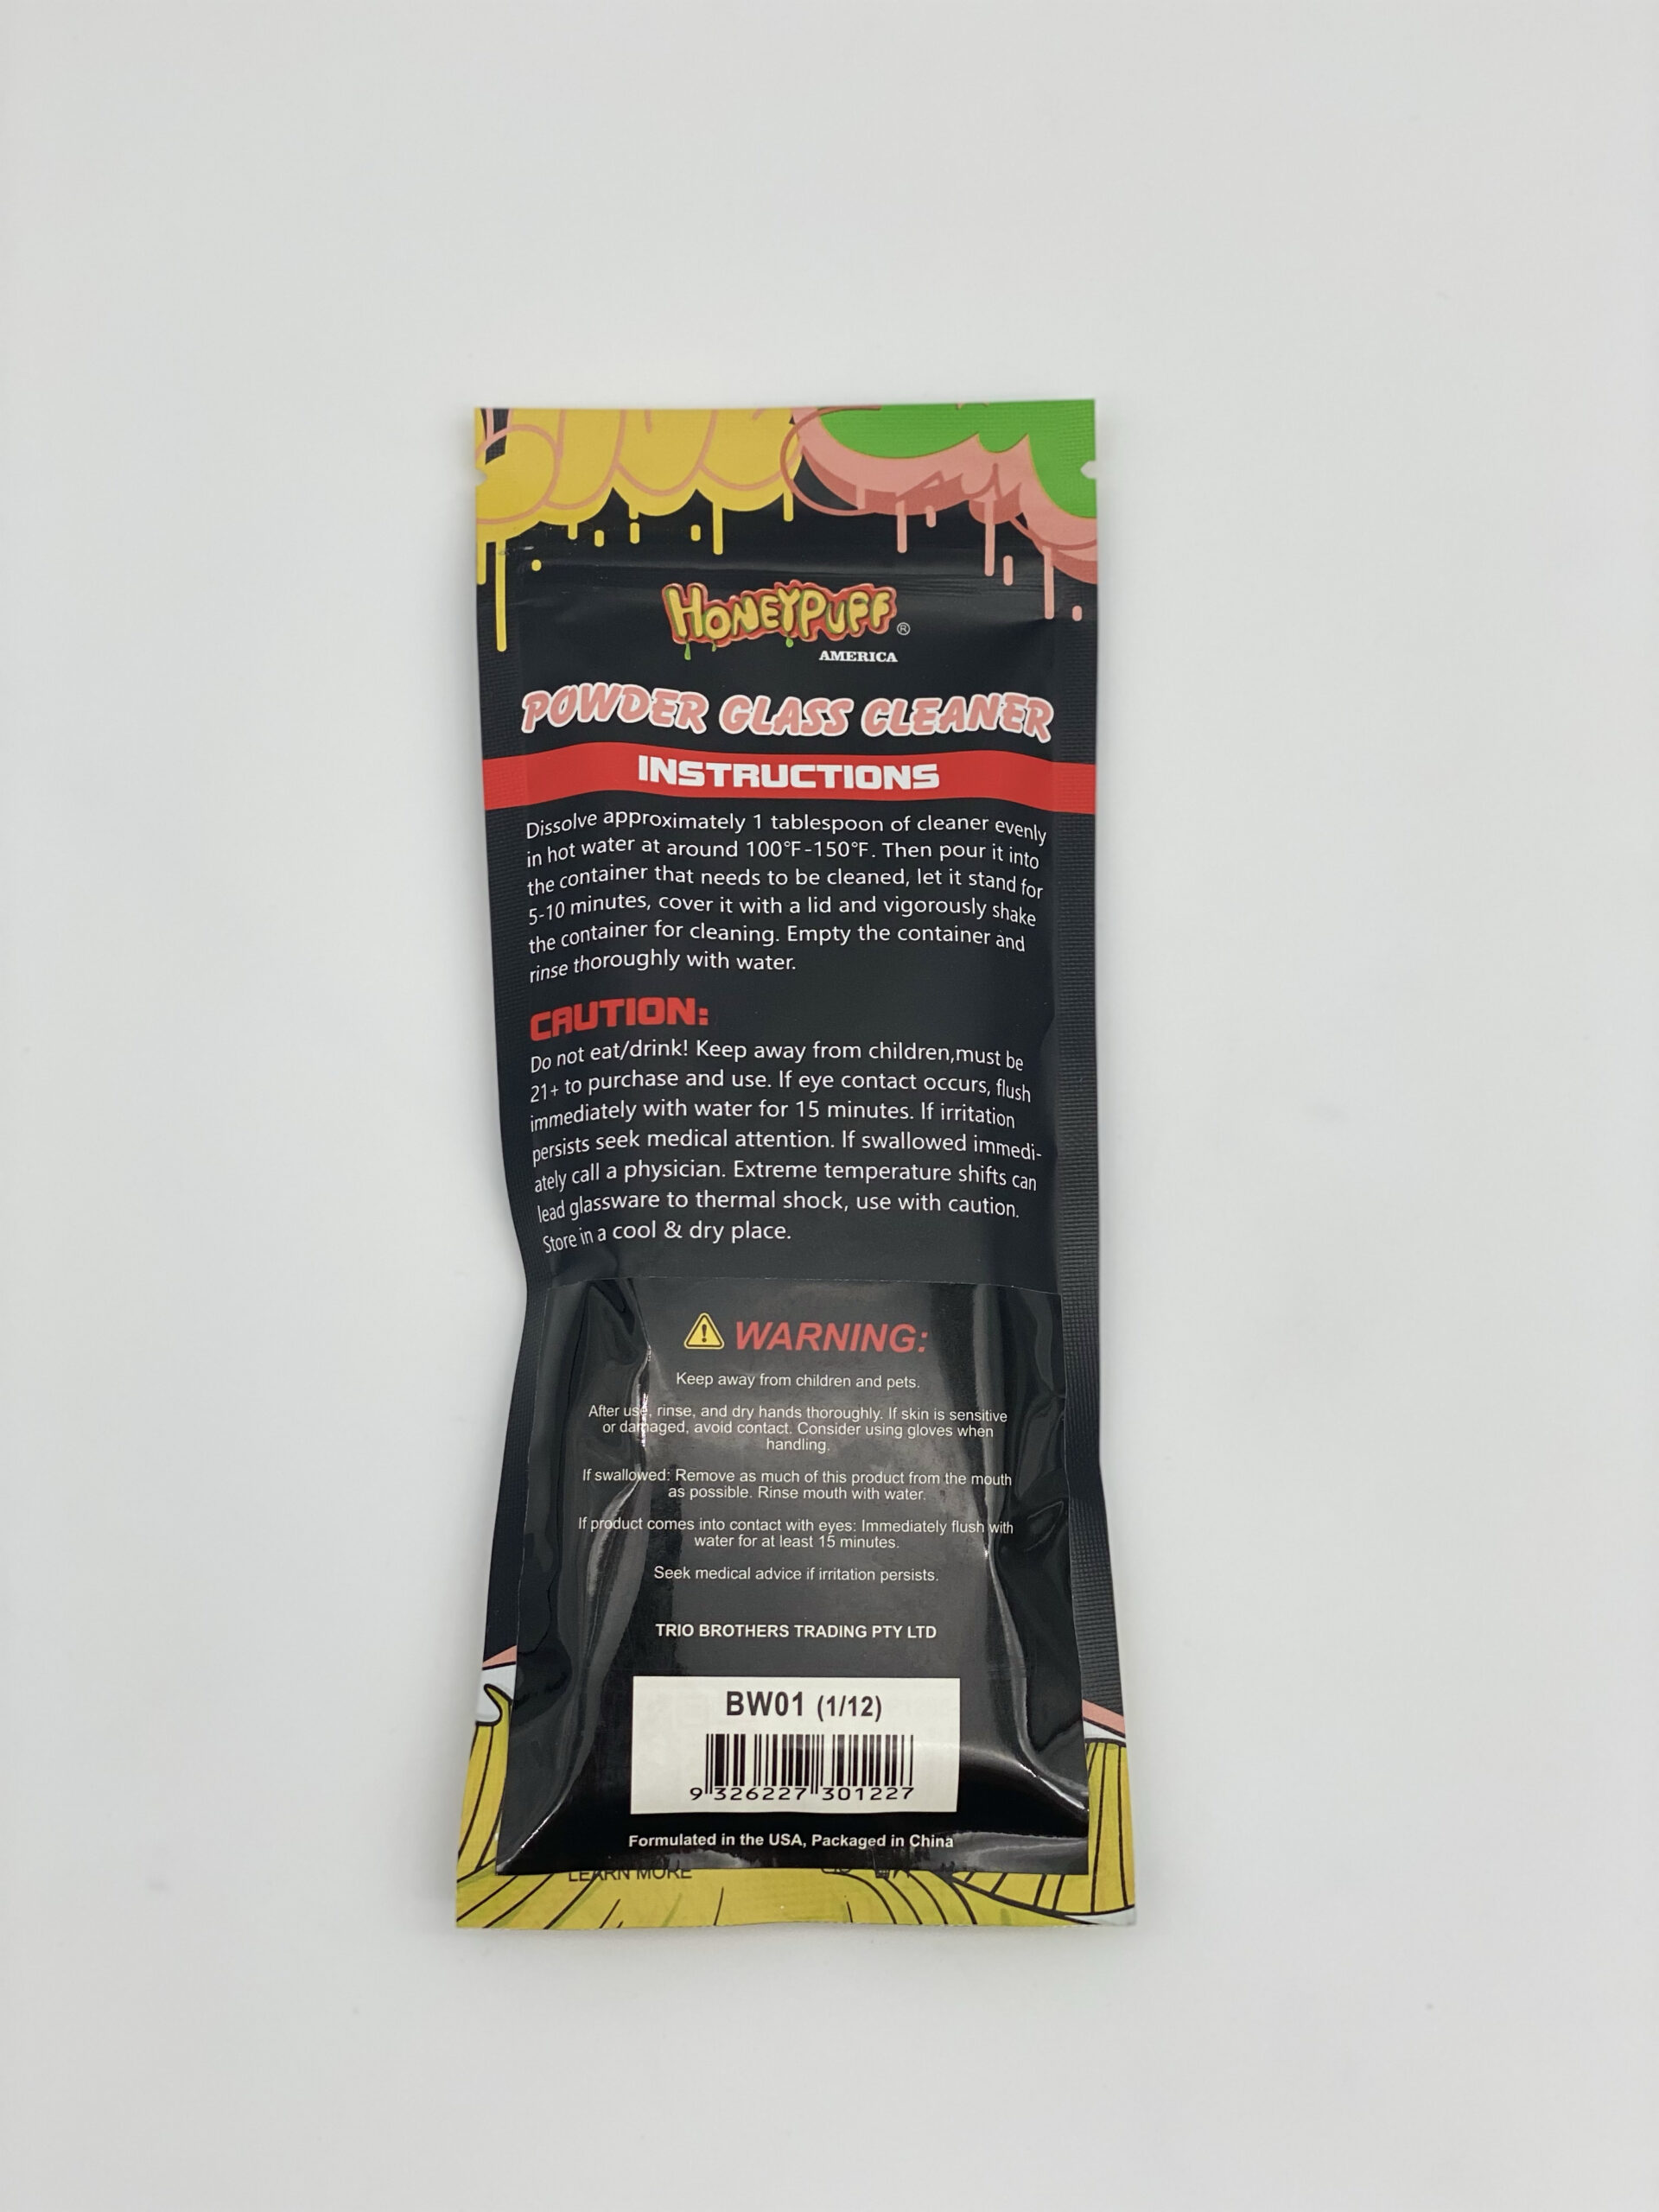 HONEYPUFF®
AMERICA
POWDER GLASS CLEANER
INSTRUCTIONS
Dissolve approximately 1 tablespoon of cleaner evenly
in hot water at around 100°F-150°F. Then pour it into
the container that needs to be cleaned, let it stand for
5-10 minutes, cover it with a lid and vigorously shake
the container for cleaning. Empty the container and
rinse thoroughly with water.
CAUTION:
Do not eat/drink! Keep away from children,must be
21+ to purchase and use. If eye contact occurs, flush
immediately with water for 15 minutes. If irritation
persists seek medical attention. If swallowed immedi-
ately call a physician. Extreme temperature shifts can
lead glassware to thermal shock, use with caution.
Store in a cool & dry place.
WARNING:
Keep away from children and pets.
After use, rinse, and dry hands thoroughly. If skin is sensitive
or damaged, avoid contact. Consider using gloves when
handling.
If swallowed: Remove as much of this product from the mouth
as possible. Rinse mouth with water.
If product comes into contact with eyes: Immediately flush with
water for at least 15 minutes.
Seek medical advice if irritation persists.
TRIO BROTHERS TRADING PTY LTD
BW01 (1/12)
9 326227 301227
Formulated in the USA, Packaged in China
LEARN MORE